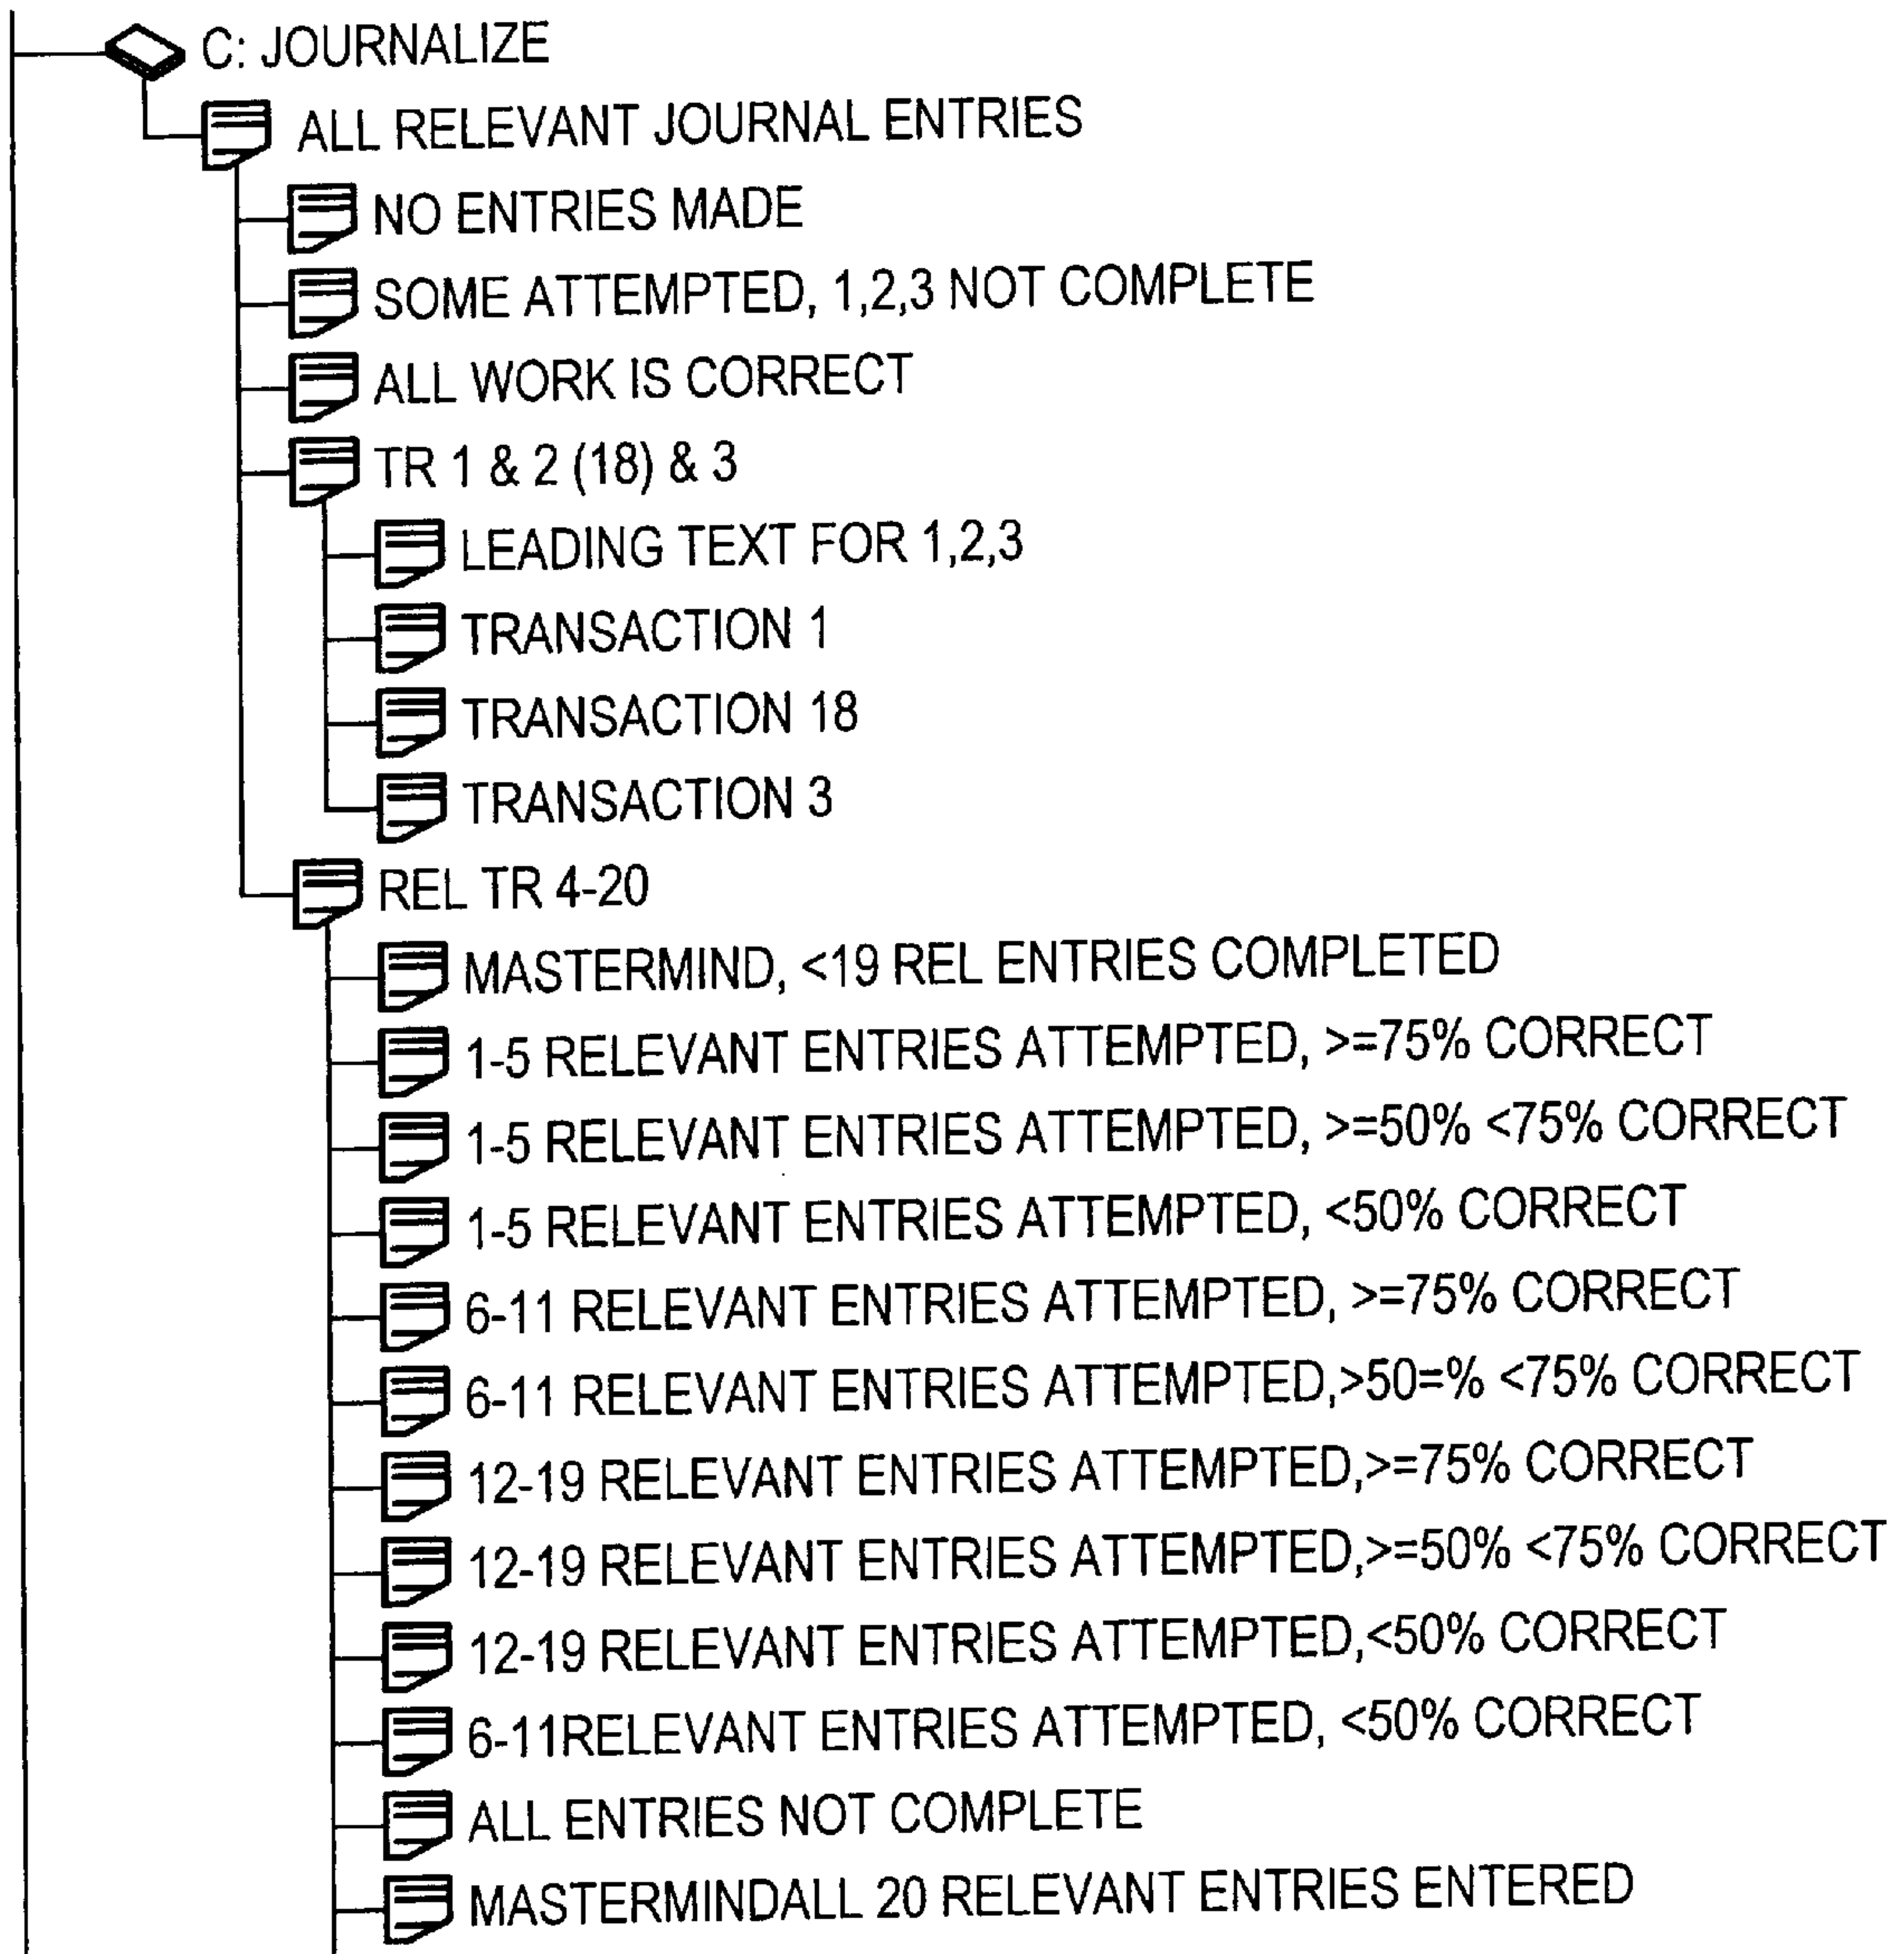 C: JOURNALIZE
ALL RELEVANT JOURNAL ENTRIES
NO ENTRIES MADE
SOME ATTEMPTED, 1,2,3 NOT COMPLETE
ALL WORK IS CORRECT
TR 1 & 2 (18) & 3
LEADING TEXT FOR 1,2,3
TRANSACTION 1
TRANSACTION 18
TRANSACTION 3
REL TR 4-20
MASTERMIND, <19 REL ENTRIES COMPLETED
1-5 RELEVANT ENTRIES ATTEMPTED, >=75% CORRECT
1-5 RELEVANT ENTRIES ATTEMPTED, >=50% <75% CORRECT
1-5 RELEVANT ENTRIES ATTEMPTED, <50% CORRECT
6-11 RELEVANT ENTRIES ATTEMPTED, >=75% CORRECT
6-11 RELEVANT ENTRIES ATTEMPTED,>50=% <75% CORRECT
12-19 RELEVANT ENTRIES ATTEMPTED,>=75% CORRECT
12-19 RELEVANT ENTRIES ATTEMPTED,>=50% <75% CORRECT
12-19 RELEVANT ENTRIES ATTEMPTED,<50% CORRECT
6-11RELEVANT ENTRIES ATTEMPTED, <50% CORRECT
ALL ENTRIES NOT COMPLETE
MASTERMINDALL 20 RELEVANT ENTRIES ENTERED